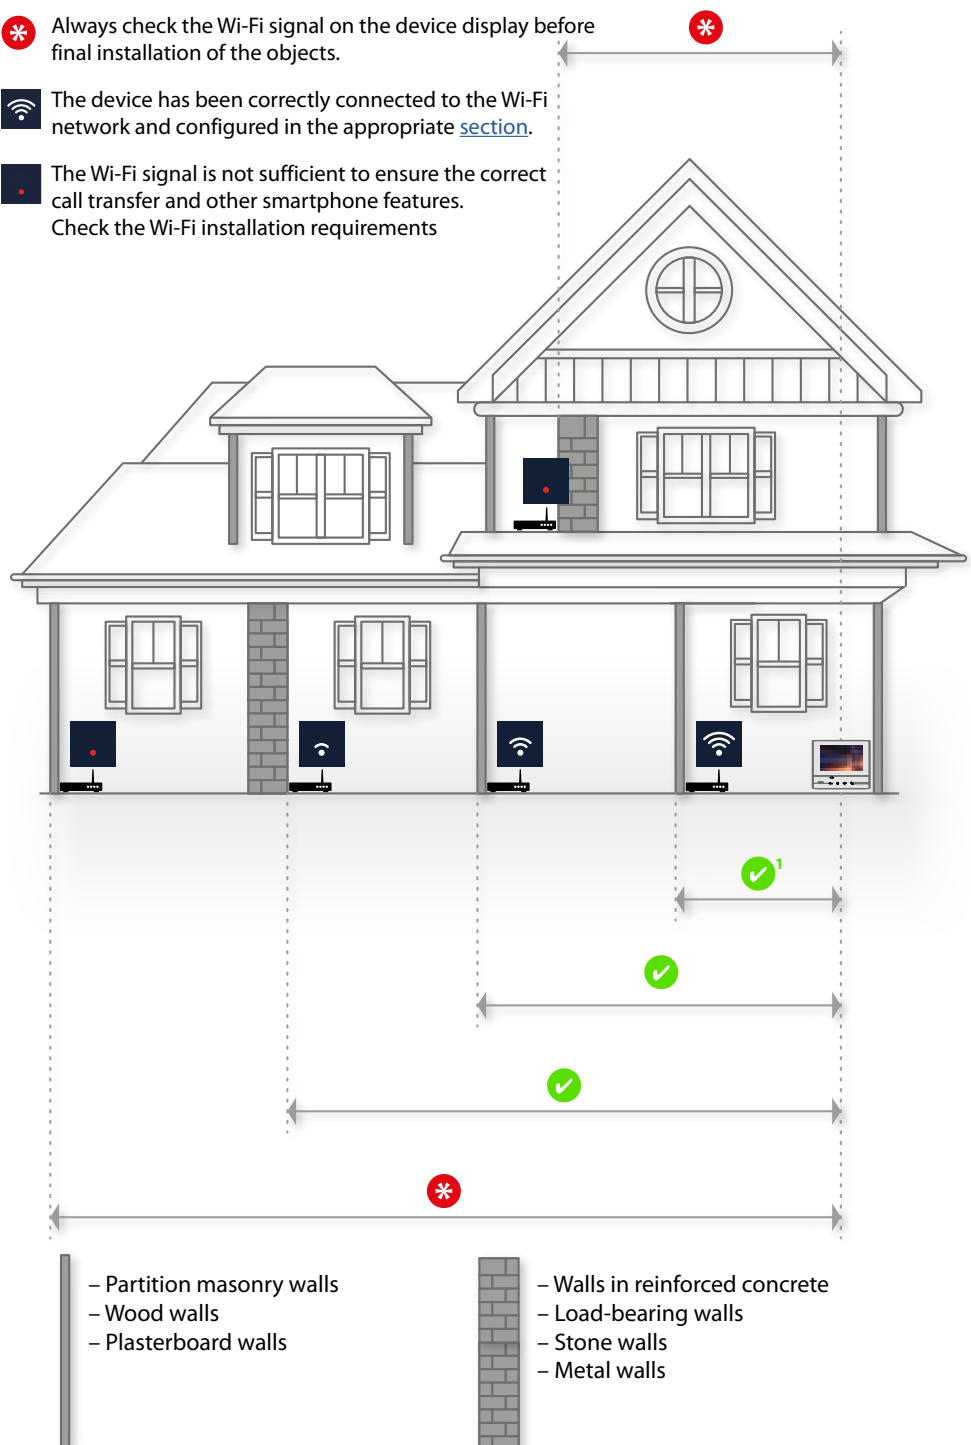 Always check the Wi-Fi signal on the device display before
final installation of the objects.
The device has been correctly connected to the Wi-Fi
network and configured in the appropriate section.
The Wi-Fi signal is not sufficient to ensure the correct
call transfer and other smartphone features.
Check the Wi-Fi installation requirements
1
– Partition masonry walls
– Wood walls
– Plasterboard walls
– Walls in reinforced concrete
– Load-bearing walls
– Stone walls
– Metal walls